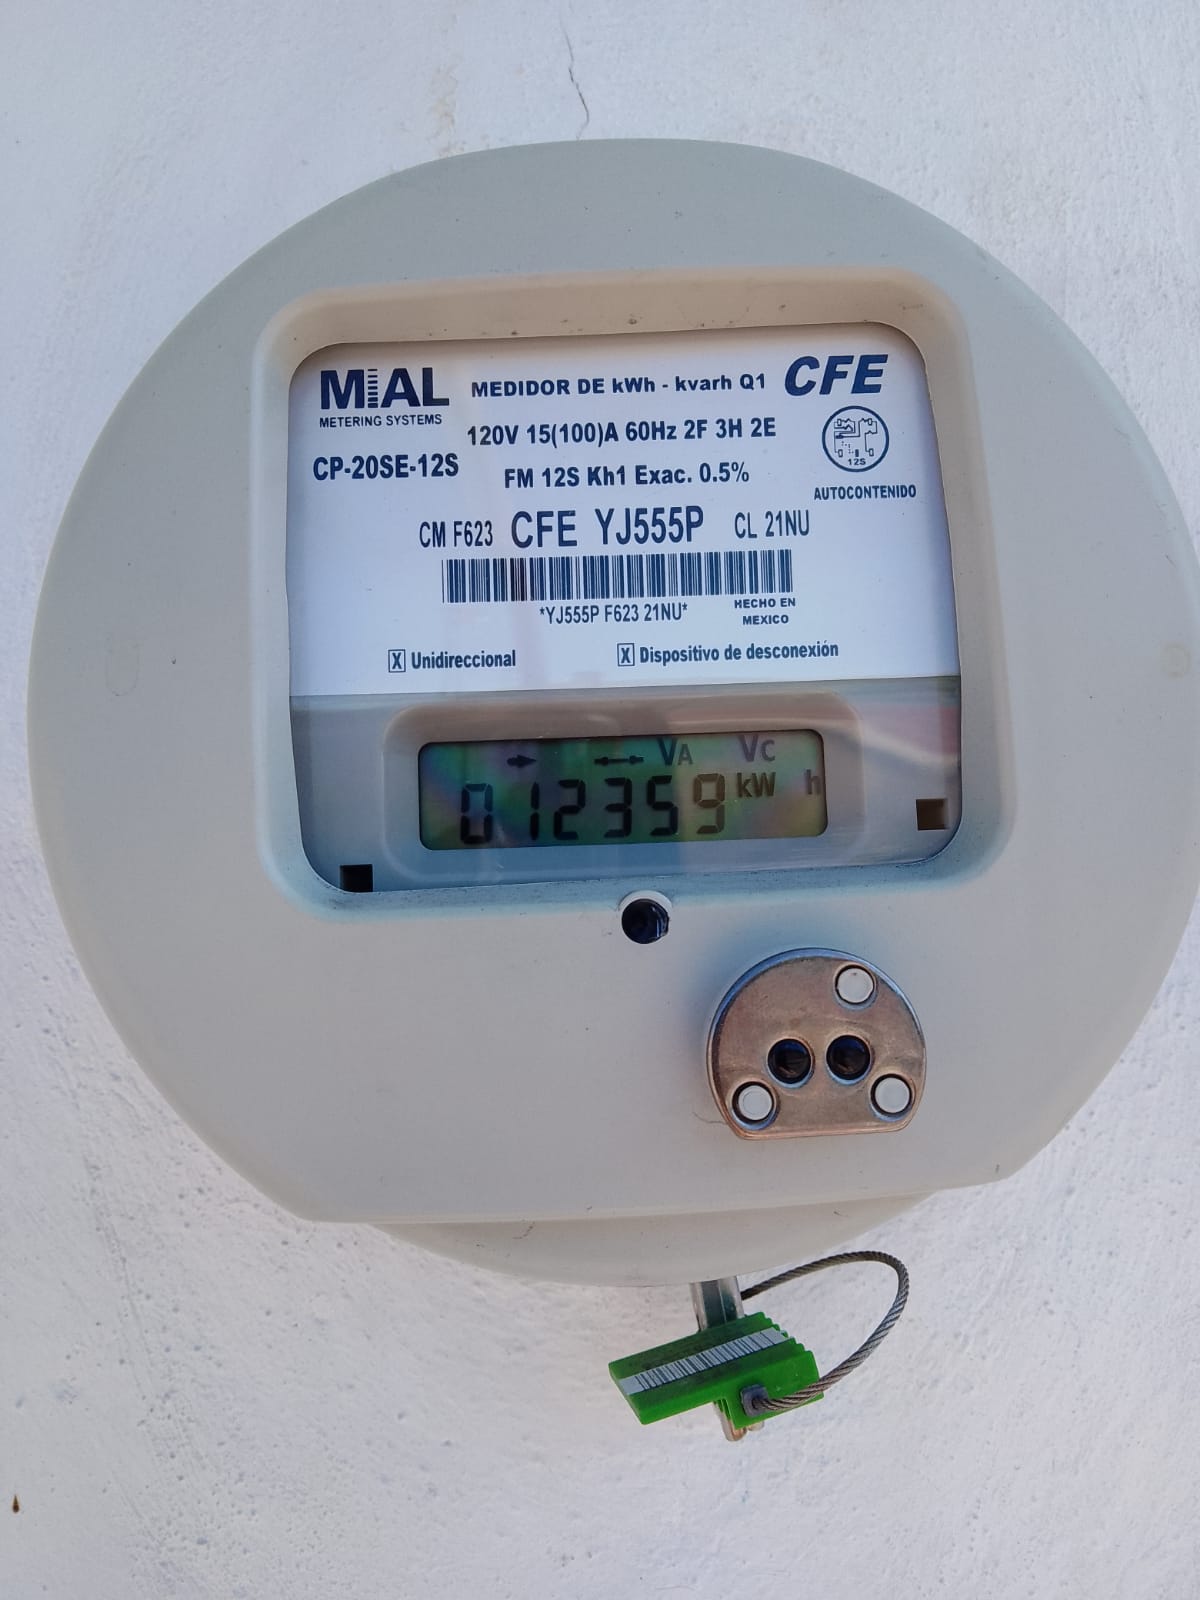 MIAL
METERING SYSTEMS
MEDIDOR DE kWh - kvarh Q1
CFE
120V 15(100)A 60Hz 2F 3H 2E
CP-20SE-12S
FM 12S Kh1 Exac. 0.5%
12S
AUTOCONTENIDO
CM F623 CFE YJ555P CL 21NU
*YJ555P F623 21NU*
HECHO EN
MEXICO
X Unidireccional
X Dispositivo de desconexión
VA VC
012359 kW h